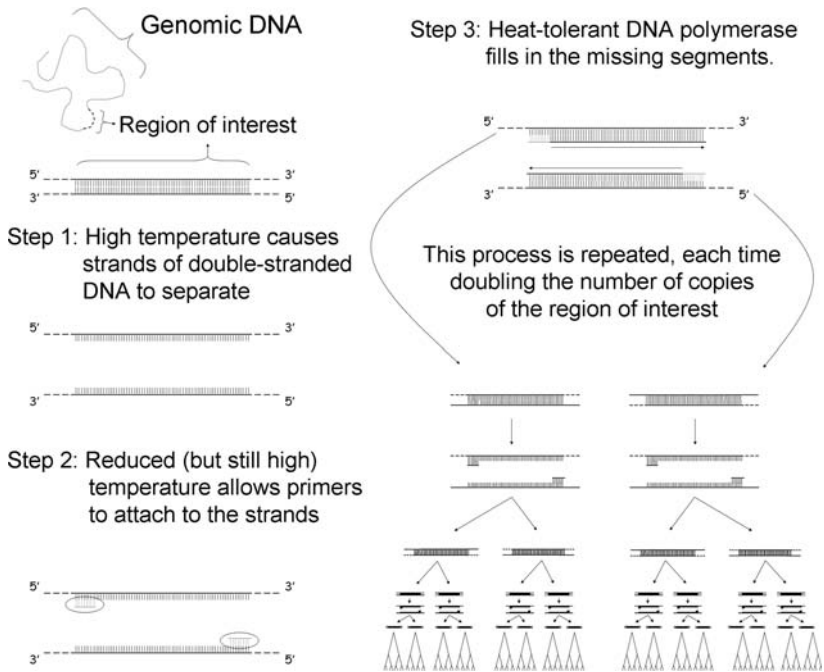 Genomic DNA
Region of interest
5' 3'
3' 5'
Step 1: High temperature causes
strands of double-stranded
DNA to separate
5' 3'
3' 5'
Step 2: Reduced (but still high)
temperature allows primers
to attach to the strands
5' 3'
3' 5'
Step 3: Heat-tolerant DNA polymerase
fills in the missing segments.
5' 3'
3' 5'
This process is repeated, each time
doubling the number of copies
of the region of interest